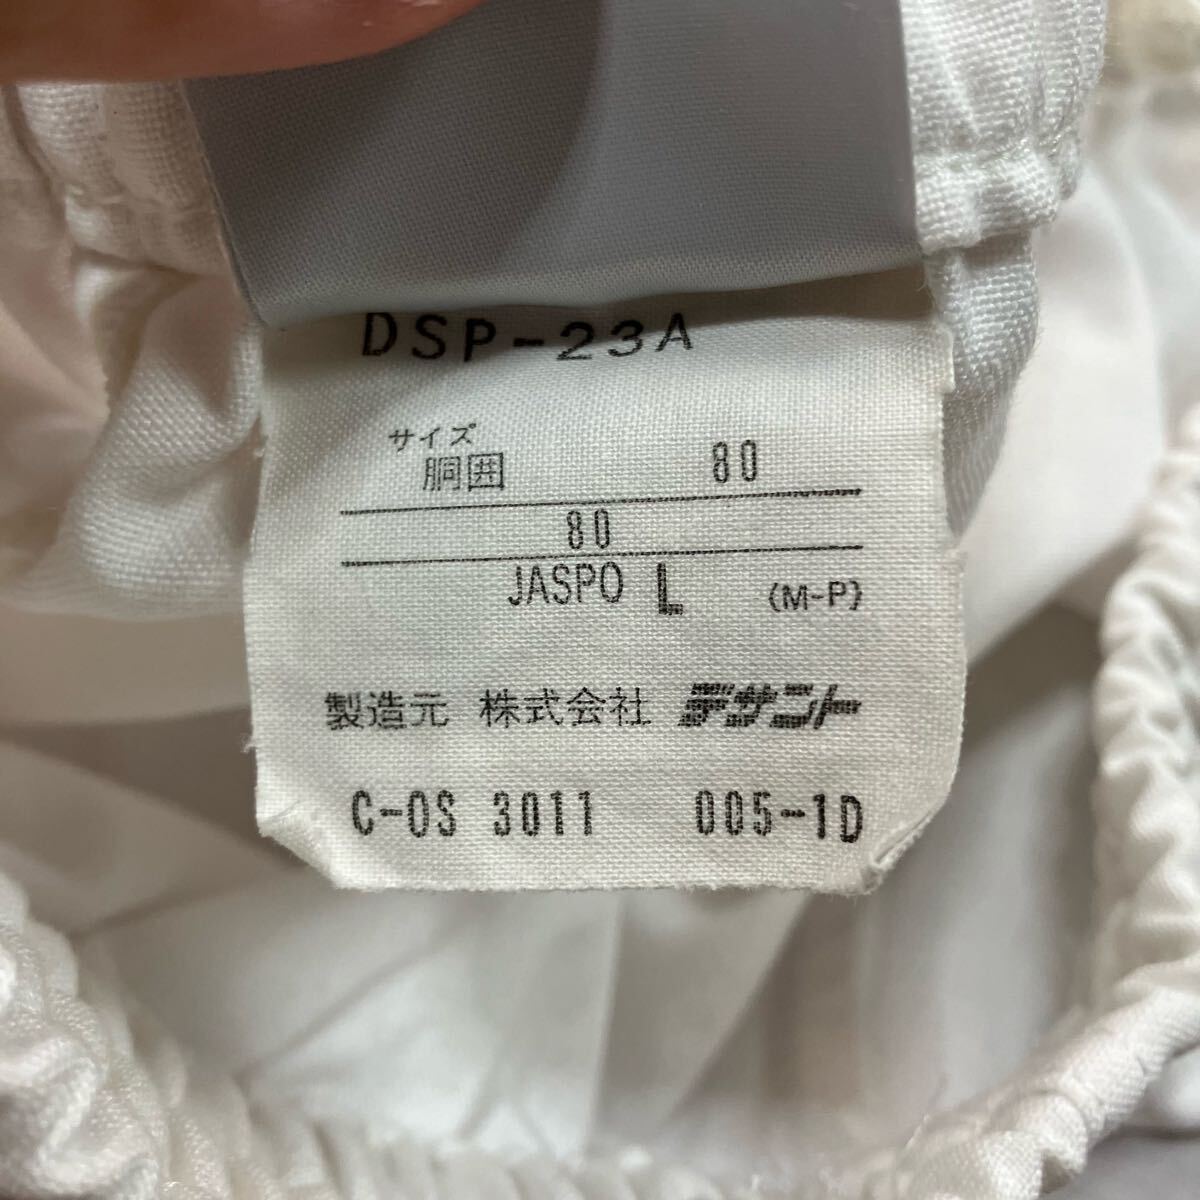 DSP-23A
サイズ
胴囲 80
80
JASPO L (M-P)
製造元 株式会社 デサント
C-OS 3011 005-1D